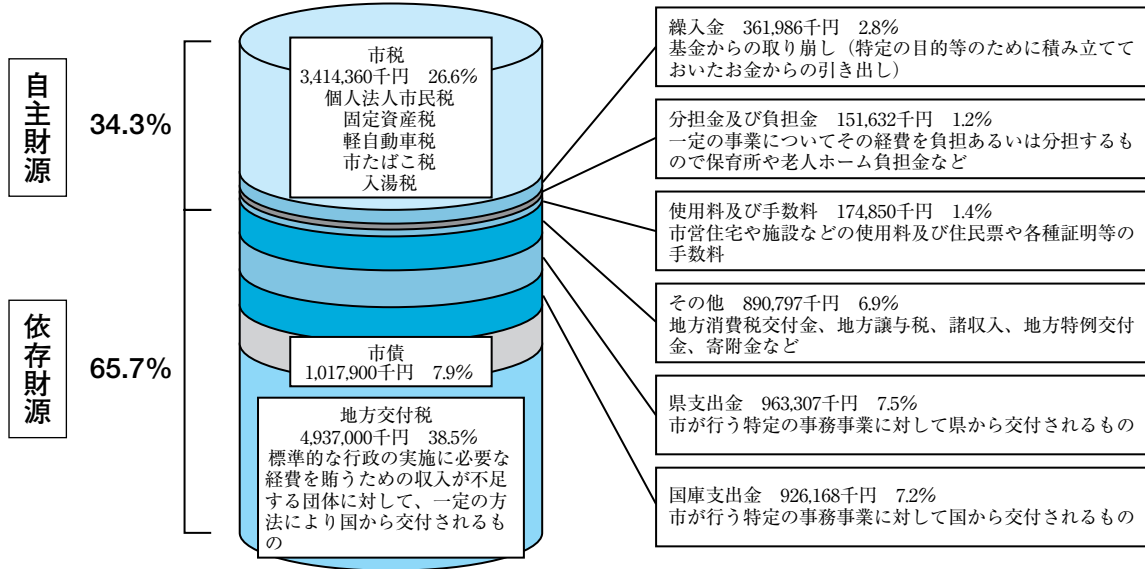 自主財源
34.3%
依存財源
65.7%
市税
3,414,360千円 26.6%
個人法人市民税
固定資産税
軽自動車税
市たばこ税
入湯税
市債
1,017,900千円 7.9%
地方交付税
4,937,000千円 38.5%
標準的な行政の実施に必要な
経費を賄うための収入が不足
する団体に対して、一定の方
法により国から交付されるも
の
繰入金 361,986千円 2.8%
基金からの取り崩し（特定の目的等のために積み立てて
おいたお金からの引き出し）
分担金及び負担金 151,632千円 1.2%
一定の事業についてその経費を負担あるいは分担するも
ので保育所や老人ホーム負担金など
使用料及び手数料 174,850千円 1.4%
市営住宅や施設などの使用料及び住民票や各種証明等の
手数料
その他 890,797千円 6.9%
地方消費税交付金、地方譲与税、諸収入、地方特例交付
金、寄附金など
県支出金 963,307千円 7.5%
市が行う特定の事務事業に対して県から交付されるもの
国庫支出金 926,168千円 7.2%
市が行う特定の事務事業に対して国から交付されるもの